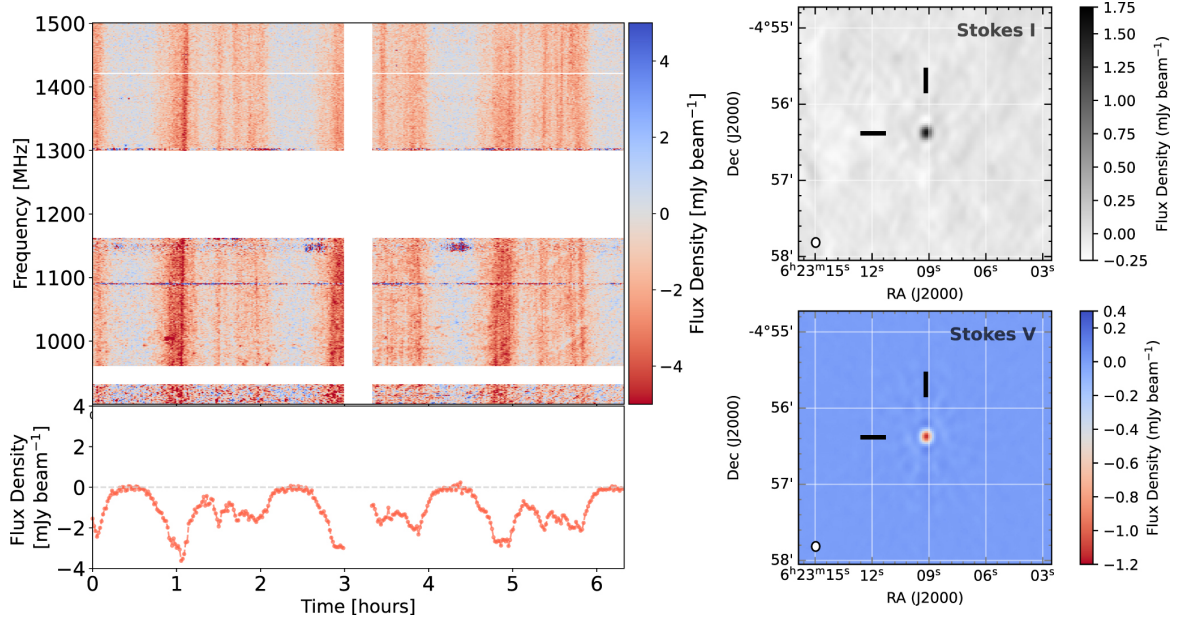 1500
1400
1300
1200
1100
1000
Frequency [MHz]
4
2
0
−2
−4
Flux Density [mJy beam⁻¹]
4
2
0
−2
−4
Flux Density
[mJy beam⁻¹]
0
1
2
3
4
5
6
Time [hours]
Stokes I
-4°55'
56'
57'
58'
Dec (J2000)
6ʰ23ᵐ15ˢ
12ˢ
09ˢ
06ˢ
03ˢ
RA (J2000)
1.75
1.50
1.25
1.00
0.75
0.50
0.25
0.00
−0.25
Flux Density (mJy beam⁻¹)
Stokes V
-4°55'
56'
57'
58'
Dec (J2000)
6ʰ23ᵐ15ˢ
12ˢ
09ˢ
06ˢ
03ˢ
RA (J2000)
0.4
0.2
0.0
−0.2
−0.4
−0.6
−0.8
−1.0
−1.2
Flux Density (mJy beam⁻¹)